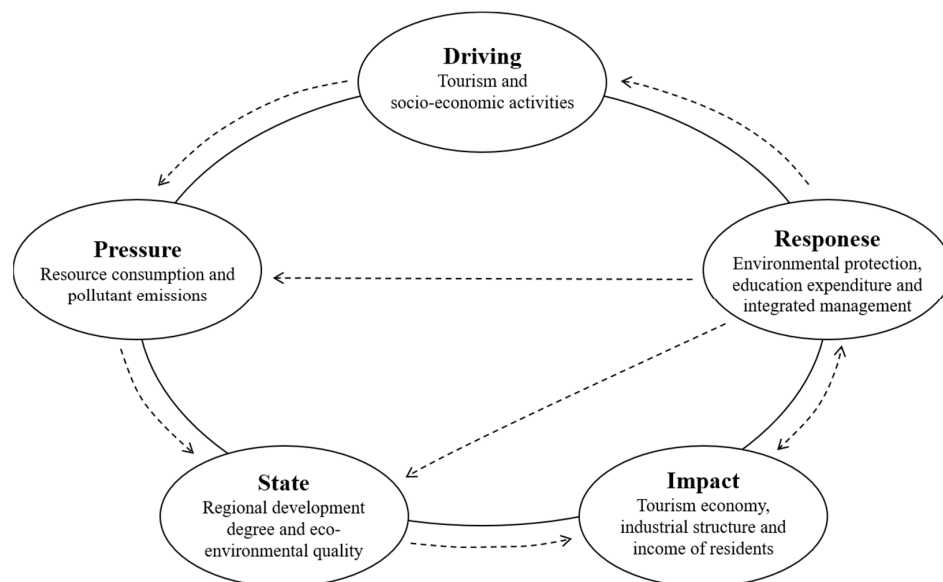 Driving
Tourism and
socio-economic activities
Pressure
Resource consumption and
pollutant emissions
Responese
Environmental protection,
education expenditure and
integrated management
State
Regional development
degree and eco-
environmental quality
Impact
Tourism economy,
industrial structure and
income of residents